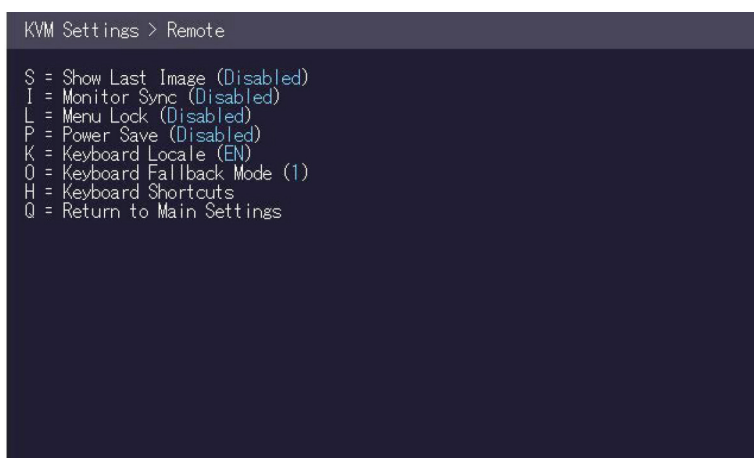 KVM Settings > Remote
S = Show Last Image (Disabled)
I = Monitor Sync (Disabled)
L = Menu Lock (Disabled)
P = Power Save (Disabled)
K = Keyboard Locale (EN)
O = Keyboard Fallback Mode (1)
H = Keyboard Shortcuts
Q = Return to Main Settings